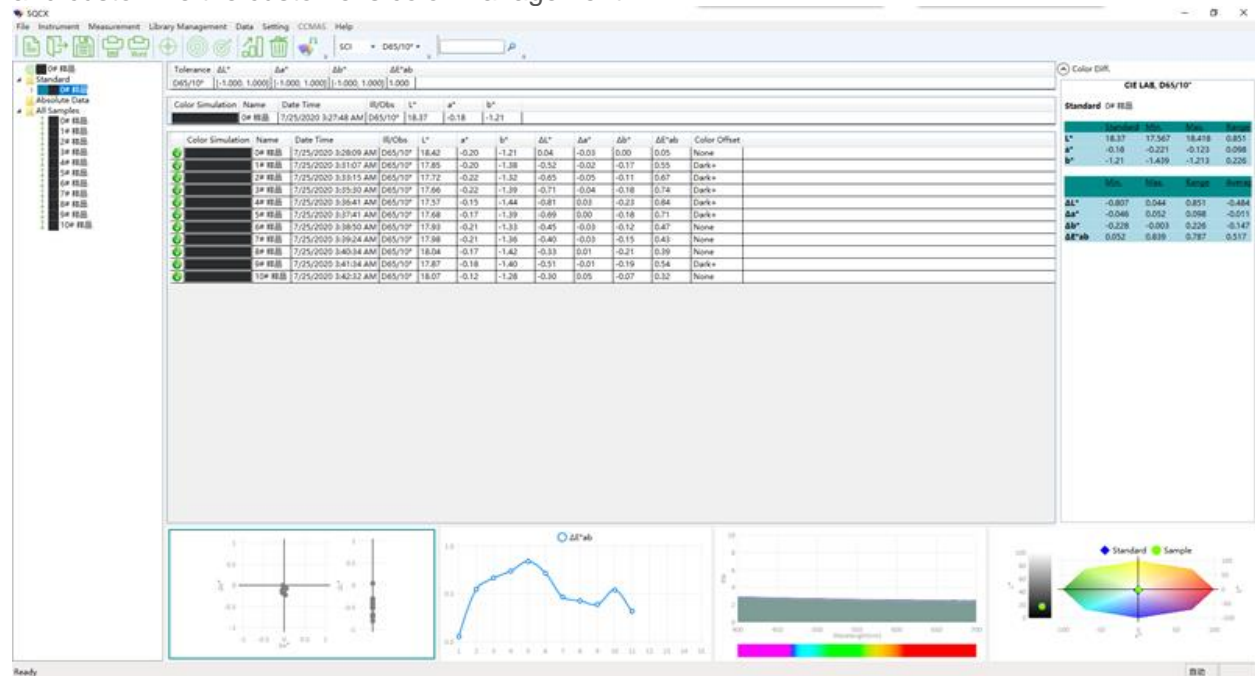 SQCX
File Instrument Measurement Library Management Data Setting CCMAS Help
SCI D65/10°
0# 样品
Standard
0# 样品
Absolute Data
All Samples
0# 样品
1# 样品
2# 样品
3# 样品
4# 样品
5# 样品
6# 样品
7# 样品
8# 样品
9# 样品
10# 样品
Tolerance ΔL* Δa* Δb* ΔE*ab
D65/10° [-1.000, 1.000] [-1.000, 1.000] [-1.000, 1.000] 1.000
Color Simulation Name Date Time Ill/Obs L* a* b*
0# 样品 7/25/2020 3:27:48 AM D65/10° 18.37 -0.18 -1.21
Color Simulation Name Date Time Ill/Obs L* a* b* ΔL* Δa* Δb* ΔE*ab Color Offset
0# 样品 7/25/2020 3:28:09 AM D65/10° 18.42 -0.20 -1.21 0.04 -0.03 0.00 0.05 None
1# 样品 7/25/2020 3:31:07 AM D65/10° 17.85 -0.20 -1.38 -0.52 -0.02 -0.17 0.55 Dark+
2# 样品 7/25/2020 3:33:15 AM D65/10° 17.72 -0.22 -1.32 -0.65 -0.05 -0.11 0.67 Dark+
3# 样品 7/25/2020 3:35:30 AM D65/10° 17.66 -0.22 -1.39 -0.71 -0.04 -0.18 0.74 Dark+
4# 样品 7/25/2020 3:36:41 AM D65/10° 17.57 -0.15 -1.44 -0.81 0.03 -0.23 0.84 Dark+
5# 样品 7/25/2020 3:37:41 AM D65/10° 17.68 -0.17 -1.39 -0.69 0.00 -0.18 0.71 Dark+
6# 样品 7/25/2020 3:38:50 AM D65/10° 17.93 -0.21 -1.33 -0.45 -0.03 -0.12 0.47 None
7# 样品 7/25/2020 3:39:24 AM D65/10° 17.98 -0.21 -1.36 -0.40 -0.03 -0.15 0.43 None
8# 样品 7/25/2020 3:40:34 AM D65/10° 18.04 -0.17 -1.42 -0.33 0.01 -0.21 0.39 None
9# 样品 7/25/2020 3:41:34 AM D65/10° 17.87 -0.18 -1.40 -0.51 -0.01 -0.19 0.54 Dark+
10# 样品 7/25/2020 3:42:32 AM D65/10° 18.07 -0.12 -1.28 -0.30 0.05 -0.07 0.32 None
Color Diff.
CIE LAB, D65/10°
Standard 0# 样品
Standard Min. Max. Range
L* 18.37 17.567 18.418 0.851
a* -0.18 -0.221 -0.123 0.098
b* -1.21 -1.439 -1.213 0.226
Min. Max. Range Averag
ΔL* -0.807 0.044 0.851 -0.484
Δa* -0.046 0.052 0.098 -0.011
Δb* -0.228 -0.003 0.226 -0.147
ΔE*ab 0.052 0.839 0.787 0.517
ΔE*ab
Standard Sample
400 450 500 550 600 650 700
Wavelength(nm)
1 2 3 4 5 6 7 8 9 10 11 12 13 14 15
Ready